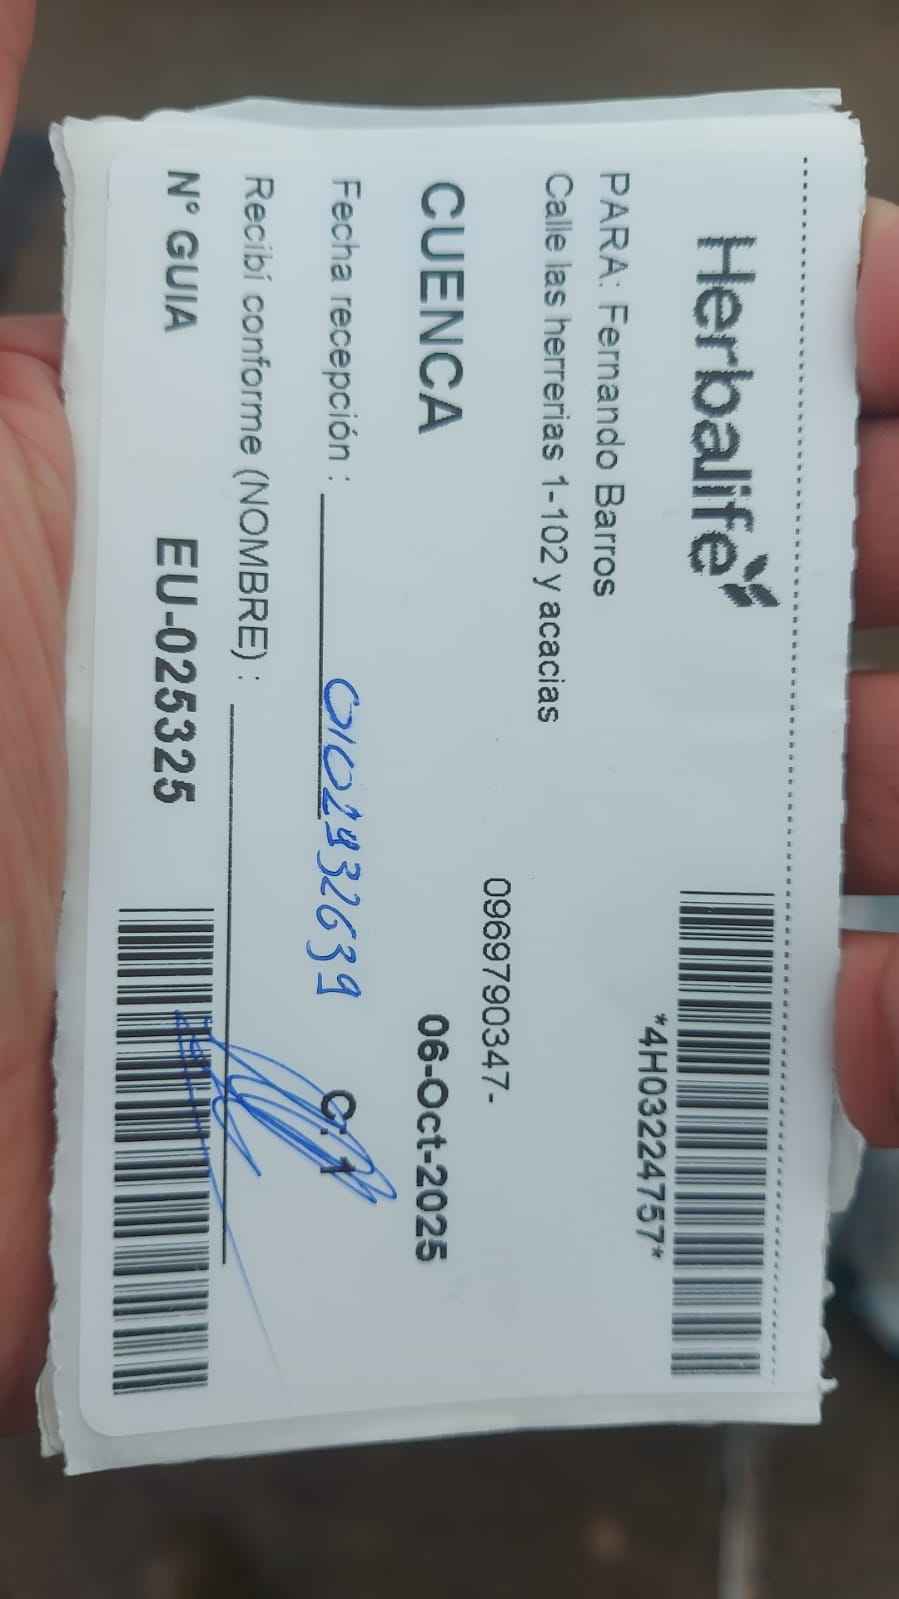 Herbalife
*4H03224757*
PARA: Fernando Barros
Calle las herrerias 1-102 y acacias
0969790347-
CUENCA 06-Oct-2025
Fecha recepción : 0102432639 C. 1
Recibí conforme (NOMBRE) :
N° GUIA EU-025325